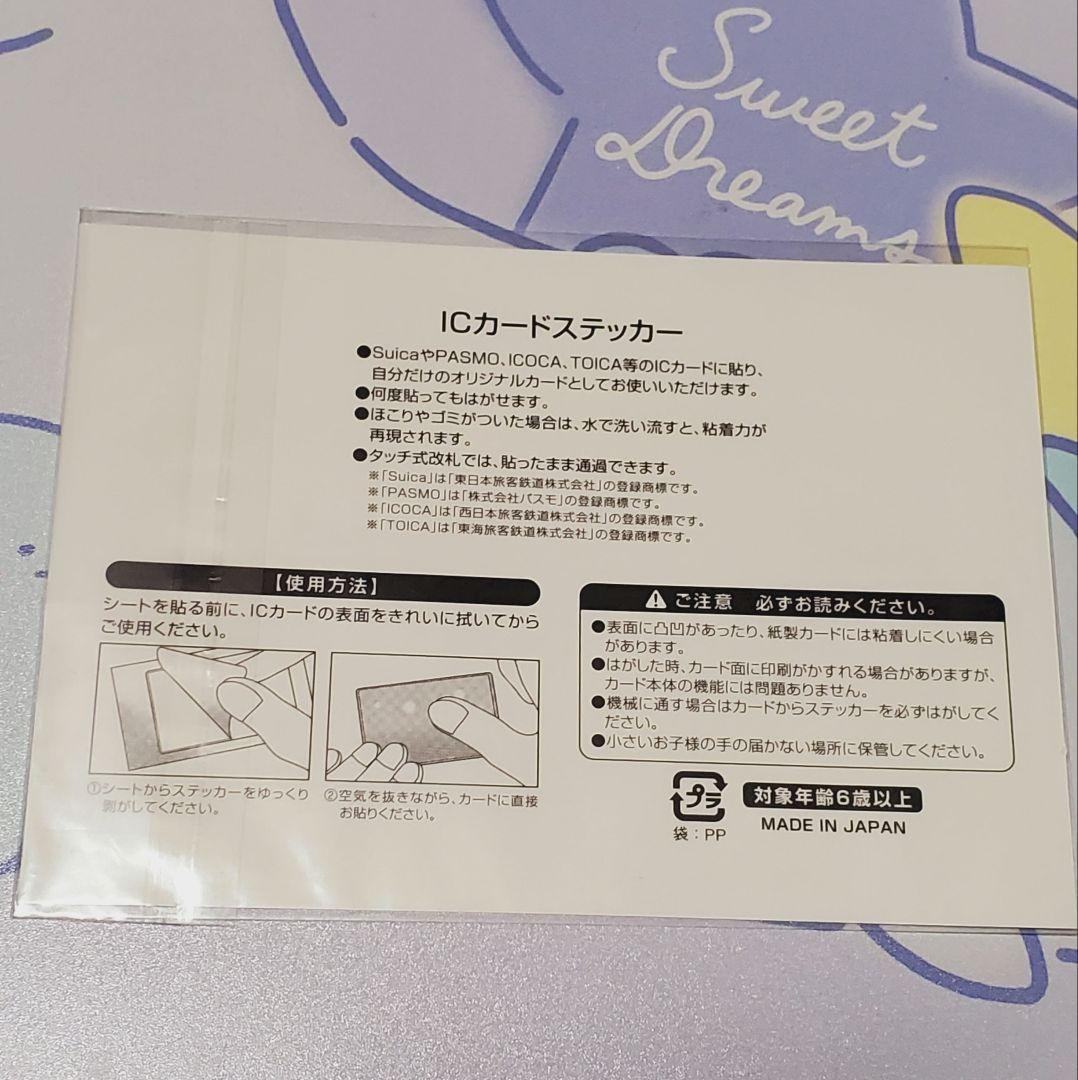 Sweet
Dreams
ICカードステッカー
●SuicaやPASMO、ICOCA、TOICA等のICカードに貼り、
自分だけのオリジナルカードとしてお使いいただけます。
●何度貼ってもはがせます。
●ほこりやゴミがついた場合は、水で洗い流すと、粘着力が
再現されます。
●タッチ式改札では、貼ったまま通過できます。
※「Suica」は「東日本旅客鉄道株式会社」の登録商標です。
※「PASMO」は「株式会社パスモ」の登録商標です。
※「ICOCA」は「西日本旅客鉄道株式会社」の登録商標です。
※「TOICA」は「東海旅客鉄道株式会社」の登録商標です。
【使用方法】
シートを貼る前に、ICカードの表面をきれいに拭いてから
ご使用ください。
①シートからステッカーをゆっくり
剥がしてください。
②空気を抜きながら、カードに直接
お貼りください。
ご注意 必ずお読みください。
●表面に凸凹があったり、紙製カードには粘着しにくい場合
があります。
●はがした時、カード面に印刷がかすれる場合がありますが、
カード本体の機能には問題ありません。
●機械に通す場合はカードからステッカーを必ずはがしてく
ださい。
●小さいお子様の手の届かない場所に保管してください。
プラ
袋：PP
対象年齢6歳以上
MADE IN JAPAN